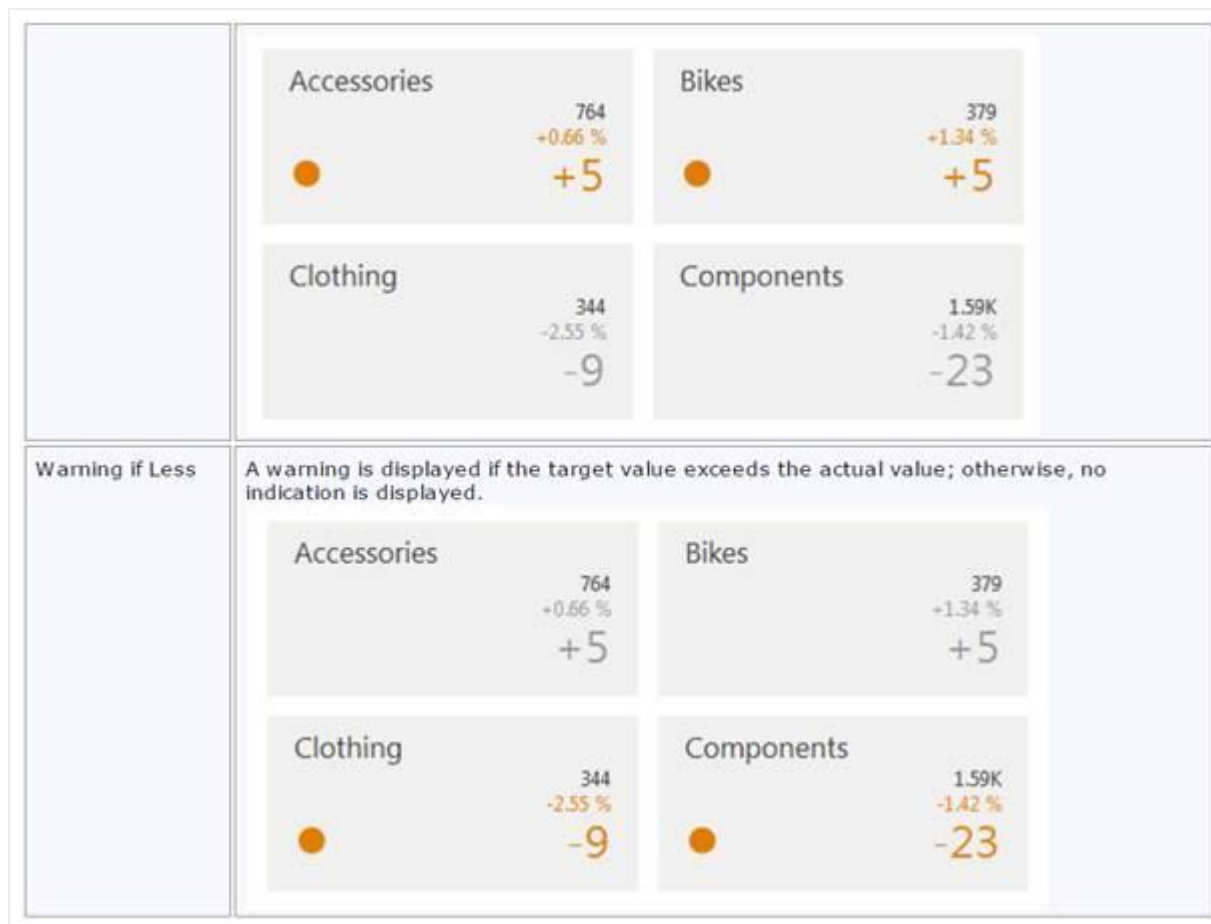 Accessories
764
+0.66 %
+5
Bikes
379
+1.34 %
+5
Clothing
344
-2.55 %
-9
Components
1.59K
-1.42 %
-23
Warning if Less
A warning is displayed if the target value exceeds the actual value; otherwise, no
indication is displayed.
Accessories
764
+0.66 %
+5
Bikes
379
+1.34 %
+5
Clothing
344
-2.55 %
-9
Components
1.59K
-1.42 %
-23